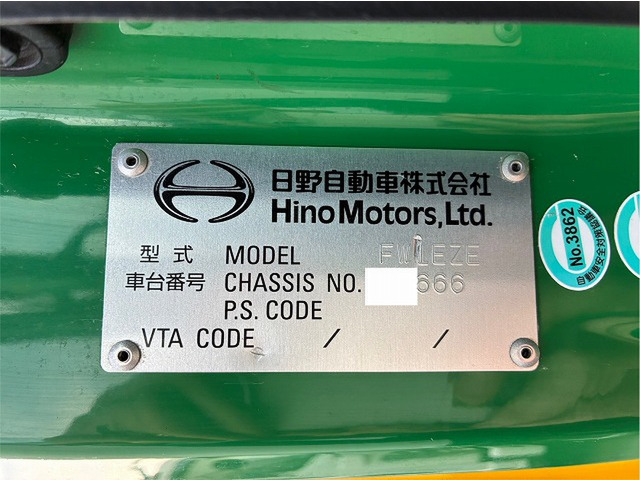 日野自動車株式会社
Hino Motors, Ltd.
型式 MODEL FW1EZE
車台番号 CHASSIS NO. 666
P.S. CODE
VTA CODE / /
No.3862